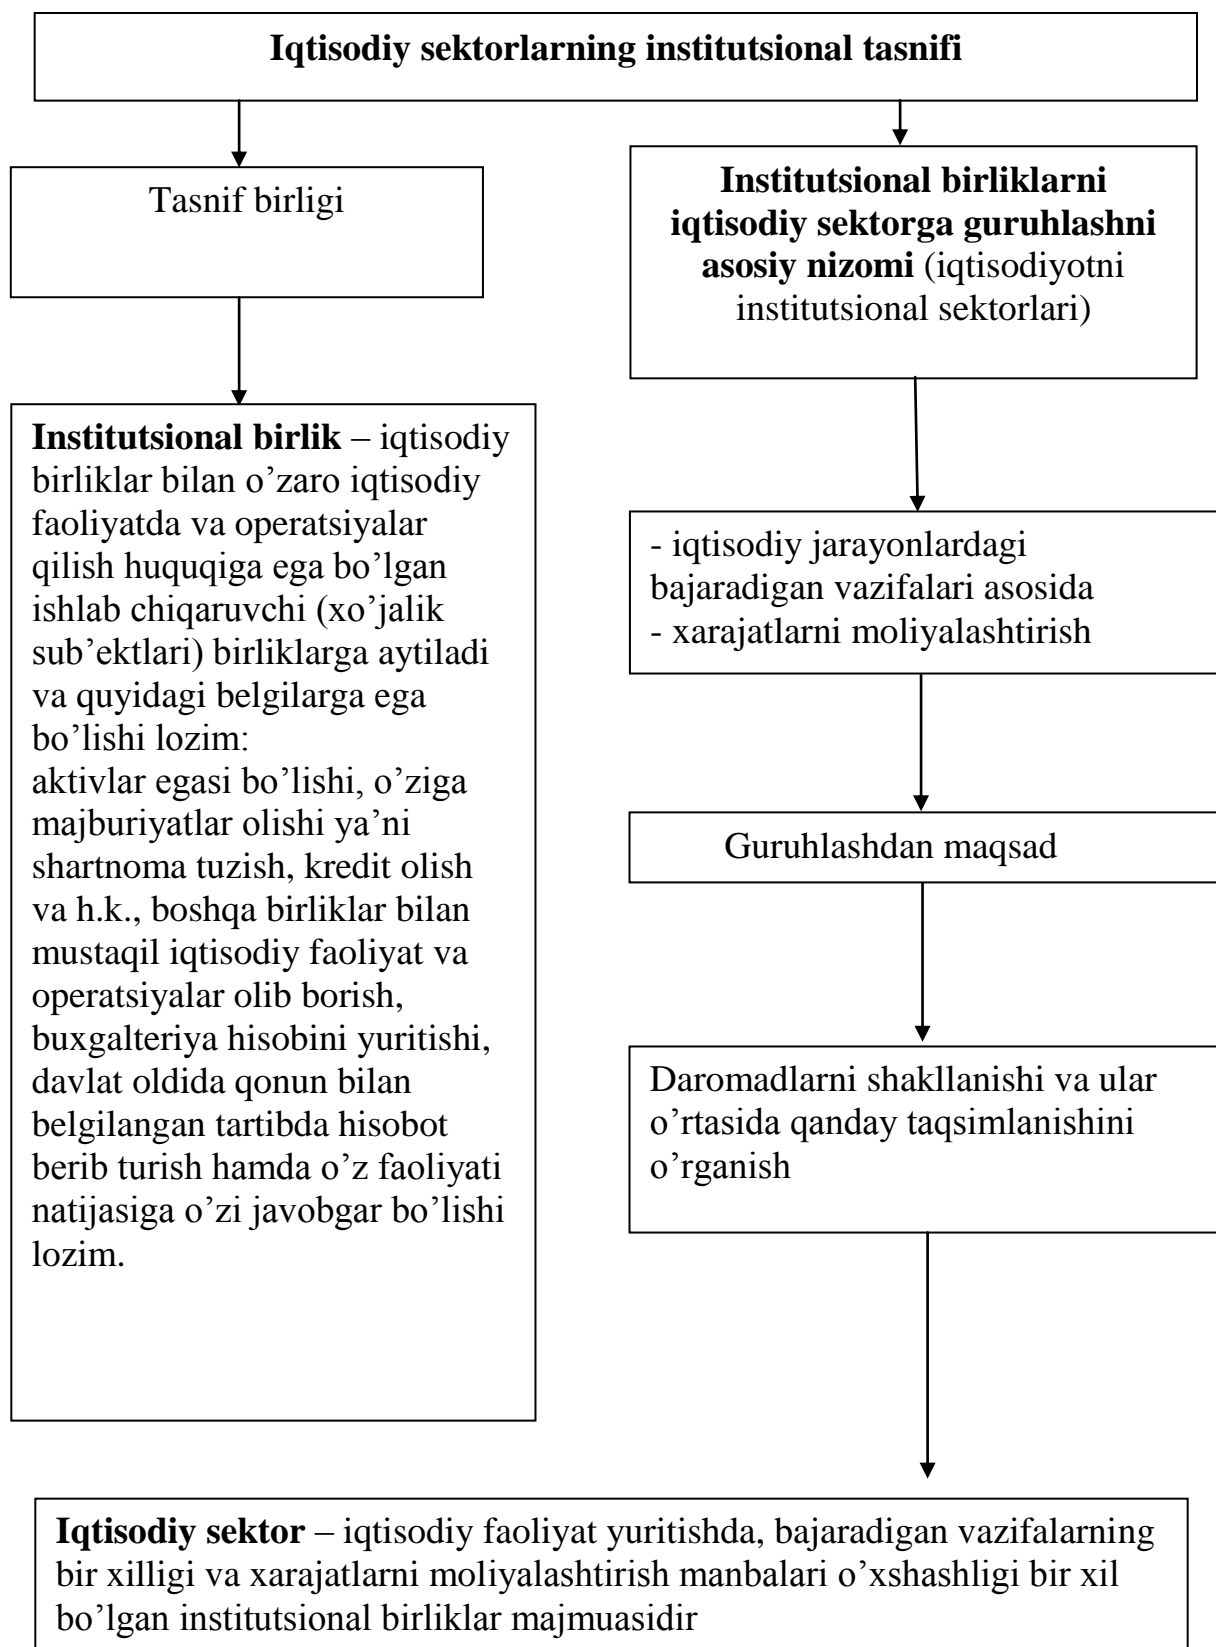 Iqtisodiy sektorlarning institutsional tasnifi
Tasnif birligi
Institutsional birlik – iqtisodiy
birliklar bilan o’zaro iqtisodiy
faoliyatda va operatsiyalar
qilish huquqiga ega bo’lgan
ishlab chiqaruvchi (xo’jalik
sub’ektlari) birliklarga aytiladi
va quyidagi belgilarga ega
bo’lishi lozim:
aktivlar egasi bo’lishi, o’ziga
majburiyatlar olishi ya’ni
shartnoma tuzish, kredit olish
va h.k., boshqa birliklar bilan
mustaqil iqtisodiy faoliyat va
operatsiyalar olib borish,
buxgalteriya hisobini yuritishi,
davlat oldida qonun bilan
belgilangan tartibda hisobot
berib turish hamda o’z faoliyati
natijasiga o’zi javobgar bo’lishi
lozim.
Institutsional birliklarni
iqtisodiy sektorga guruhlashni
asosiy nizomi (iqtisodiyotni
institutsional sektorlari)
- iqtisodiy jarayonlardagi
bajaradigan vazifalari asosida
- xarajatlarni moliyalashtirish
Guruhlashdan maqsad
Daromadlarni shakllanishi va ular
o’rtasida qanday taqsimlanishini
o’rganish
Iqtisodiy sektor – iqtisodiy faoliyat yuritishda, bajaradigan vazifalarning
bir xilligi va xarajatlarni moliyalashtirish manbalari o’xshashligi bir xil
bo’lgan institutsional birliklar majmuasidir